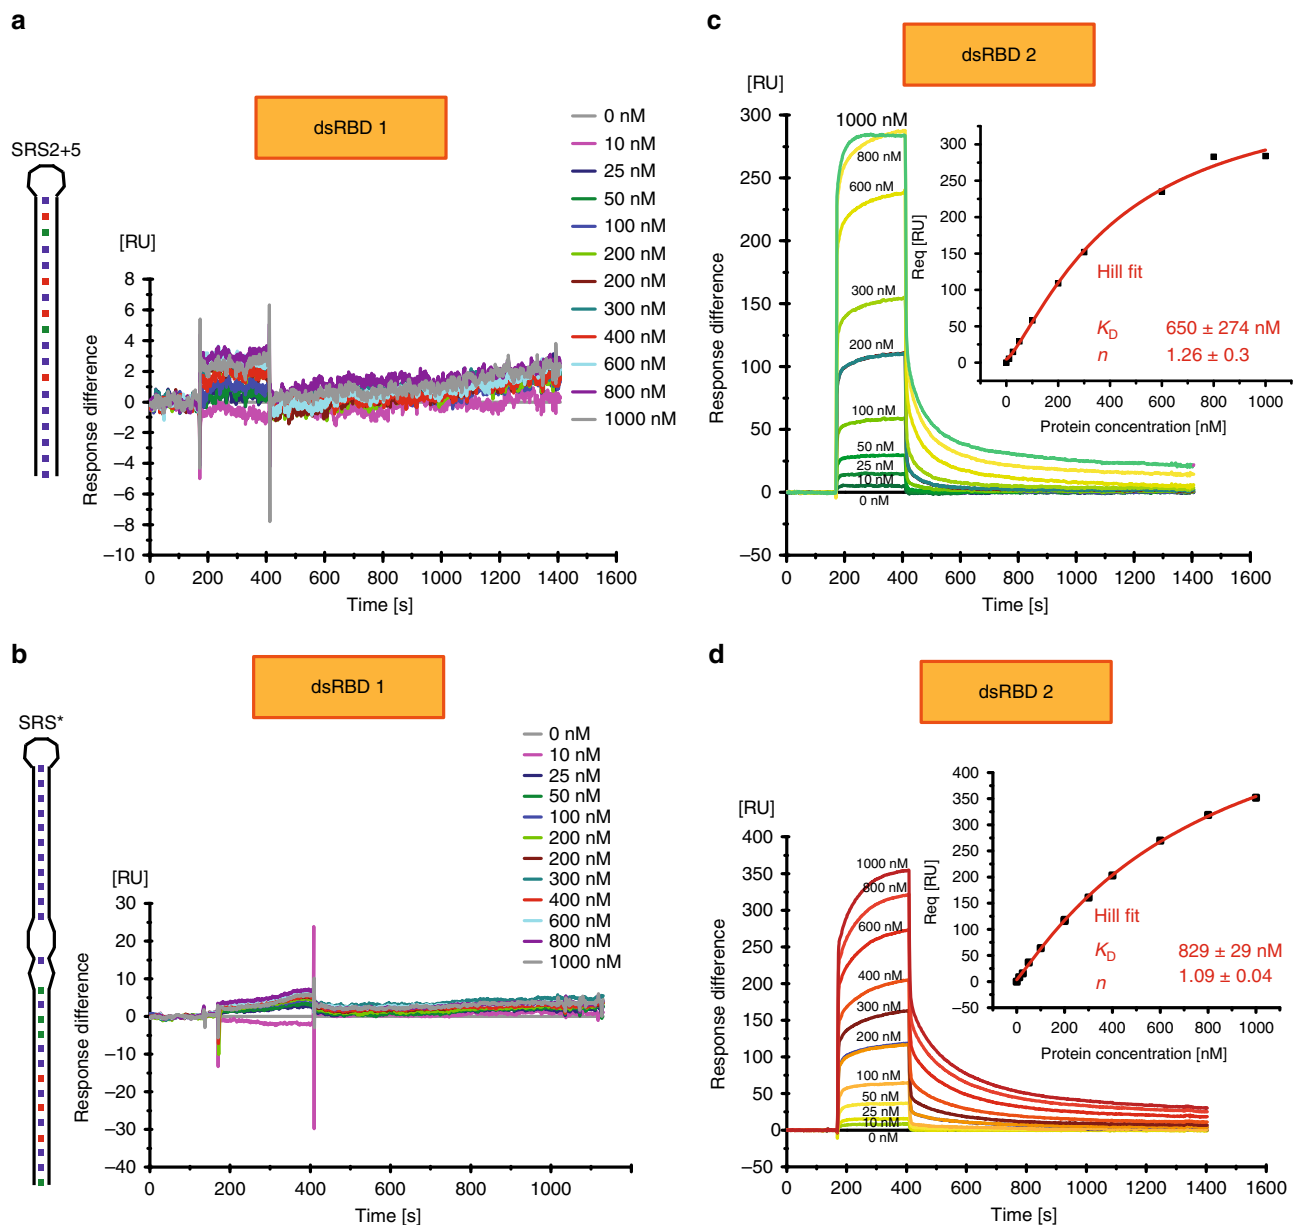 a
dsRBD 1
SRS2+5
[RU]
Response difference
8
6
4
2
0
–2
–4
–6
–8
–10
0 200 400 600 800 1000 1200 1400 1600
Time [s]
0 nM
10 nM
25 nM
50 nM
100 nM
200 nM
200 nM
300 nM
400 nM
600 nM
800 nM
1000 nM
c
dsRBD 2
[RU]
Response difference
300
250
200
150
100
50
0
–50
0 200 400 600 800 1000 1200 1400 1600
Time [s]
1000 nM
800 nM
600 nM
300 nM
200 nM
100 nM
50 nM
25 nM
10 nM
0 nM
Req [RU]
300
250
200
150
100
50
0
0 200 400 600 800 1000
Protein concentration [nM]
Hill fit
KD 650 ± 274 nM
n 1.26 ± 0.3
b
dsRBD 1
SRS*
[RU]
Response difference
30
20
10
0
–10
–20
–30
–40
0 200 400 600 800 1000
Time [s]
0 nM
10 nM
25 nM
50 nM
100 nM
200 nM
200 nM
300 nM
400 nM
600 nM
800 nM
1000 nM
d
dsRBD 2
[RU]
Response difference
400
350
300
250
200
150
100
50
0
–50
0 200 400 600 800 1000 1200 1400 1600
Time [s]
1000 nM
800 nM
600 nM
400 nM
300 nM
200 nM
100 nM
50 nM
25 nM
10 nM
0 nM
Req [RU]
400
350
300
250
200
150
100
50
0
–50
0 200 400 600 800 1000
Protein concentration [nM]
Hill fit
KD 829 ± 29 nM
n 1.09 ± 0.04